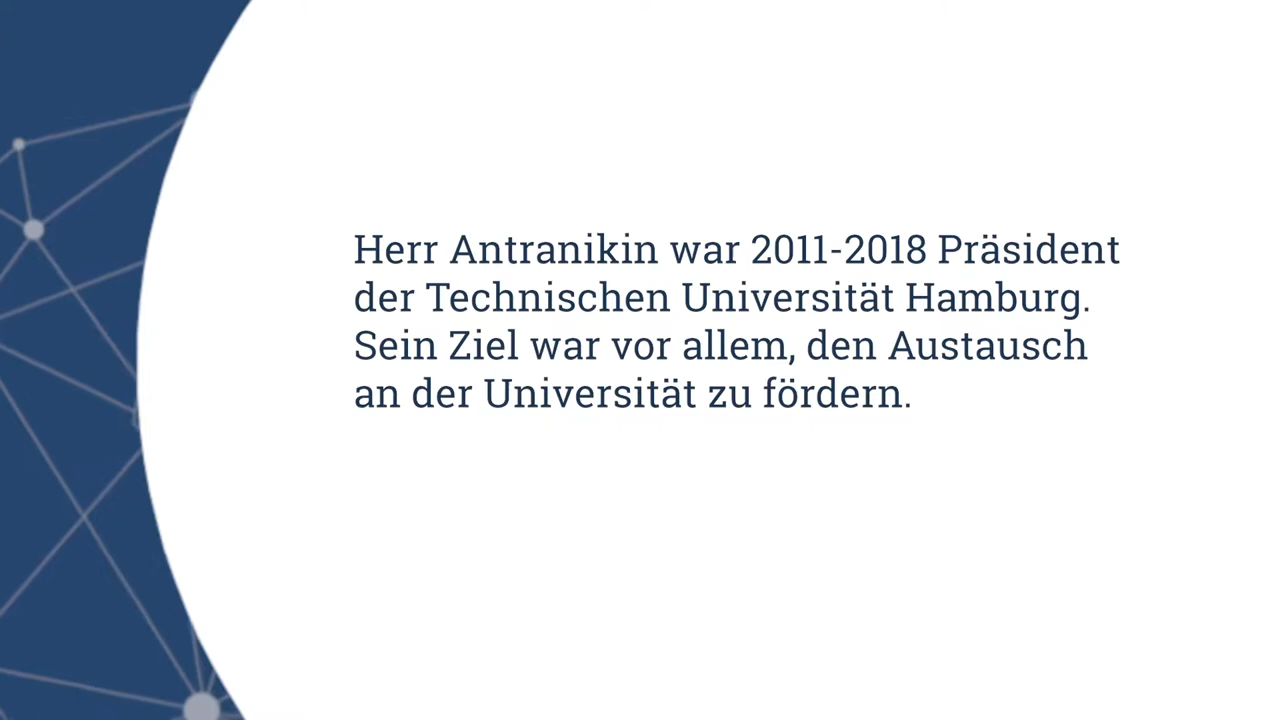 Herr Antranikin war 2011-2018 Präsident
der Technischen Universität Hamburg.
Sein Ziel war vor allem, den Austausch
an der Universität zu fördern.